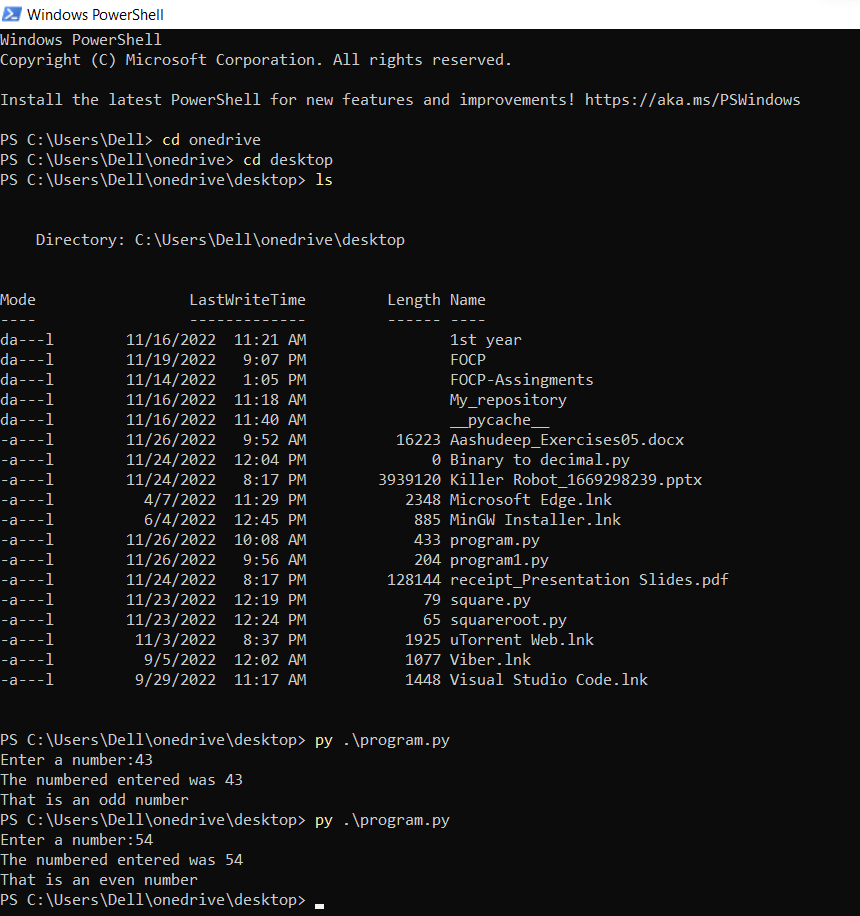 Windows PowerShell
Windows PowerShell
Copyright (C) Microsoft Corporation. All rights reserved.
Install the latest PowerShell for new features and improvements! https://aka.ms/PSWindows
PS C:\Users\Dell> cd onedrive
PS C:\Users\Dell\onedrive> cd desktop
PS C:\Users\Dell\onedrive\desktop> ls
    Directory: C:\Users\Dell\onedrive\desktop
Mode                 LastWriteTime         Length Name
----                 -------------         ------ ----
da---l        11/16/2022  11:21 AM                1st year
da---l        11/19/2022   9:07 PM                FOCP
da---l        11/14/2022   1:05 PM                FOCP-Assingments
da---l        11/16/2022  11:18 AM                My_repository
da---l        11/16/2022  11:40 AM                __pycache__
-a---l        11/26/2022   9:52 AM          16223 Aashudeep_Exercises05.docx
-a---l        11/24/2022  12:04 PM              0 Binary to decimal.py
-a---l        11/24/2022   8:17 PM        3939120 Killer Robot_1669298239.pptx
-a---l          4/7/2022  11:29 PM           2348 Microsoft Edge.lnk
-a---l          6/4/2022  12:45 PM            885 MinGW Installer.lnk
-a---l        11/26/2022  10:08 AM            433 program.py
-a---l        11/26/2022   9:56 AM            204 program1.py
-a---l        11/24/2022   8:17 PM         128144 receipt_Presentation Slides.pdf
-a---l        11/23/2022  12:19 PM             79 square.py
-a---l        11/23/2022  12:24 PM             65 squareroot.py
-a---l         11/3/2022   8:37 PM           1925 uTorrent Web.lnk
-a---l          9/5/2022  12:02 AM           1077 Viber.lnk
-a---l         9/29/2022  11:17 AM           1448 Visual Studio Code.lnk
PS C:\Users\Dell\onedrive\desktop> py .\program.py
Enter a number:43
The numbered entered was 43
That is an odd number
PS C:\Users\Dell\onedrive\desktop> py .\program.py
Enter a number:54
The numbered entered was 54
That is an even number
PS C:\Users\Dell\onedrive\desktop>